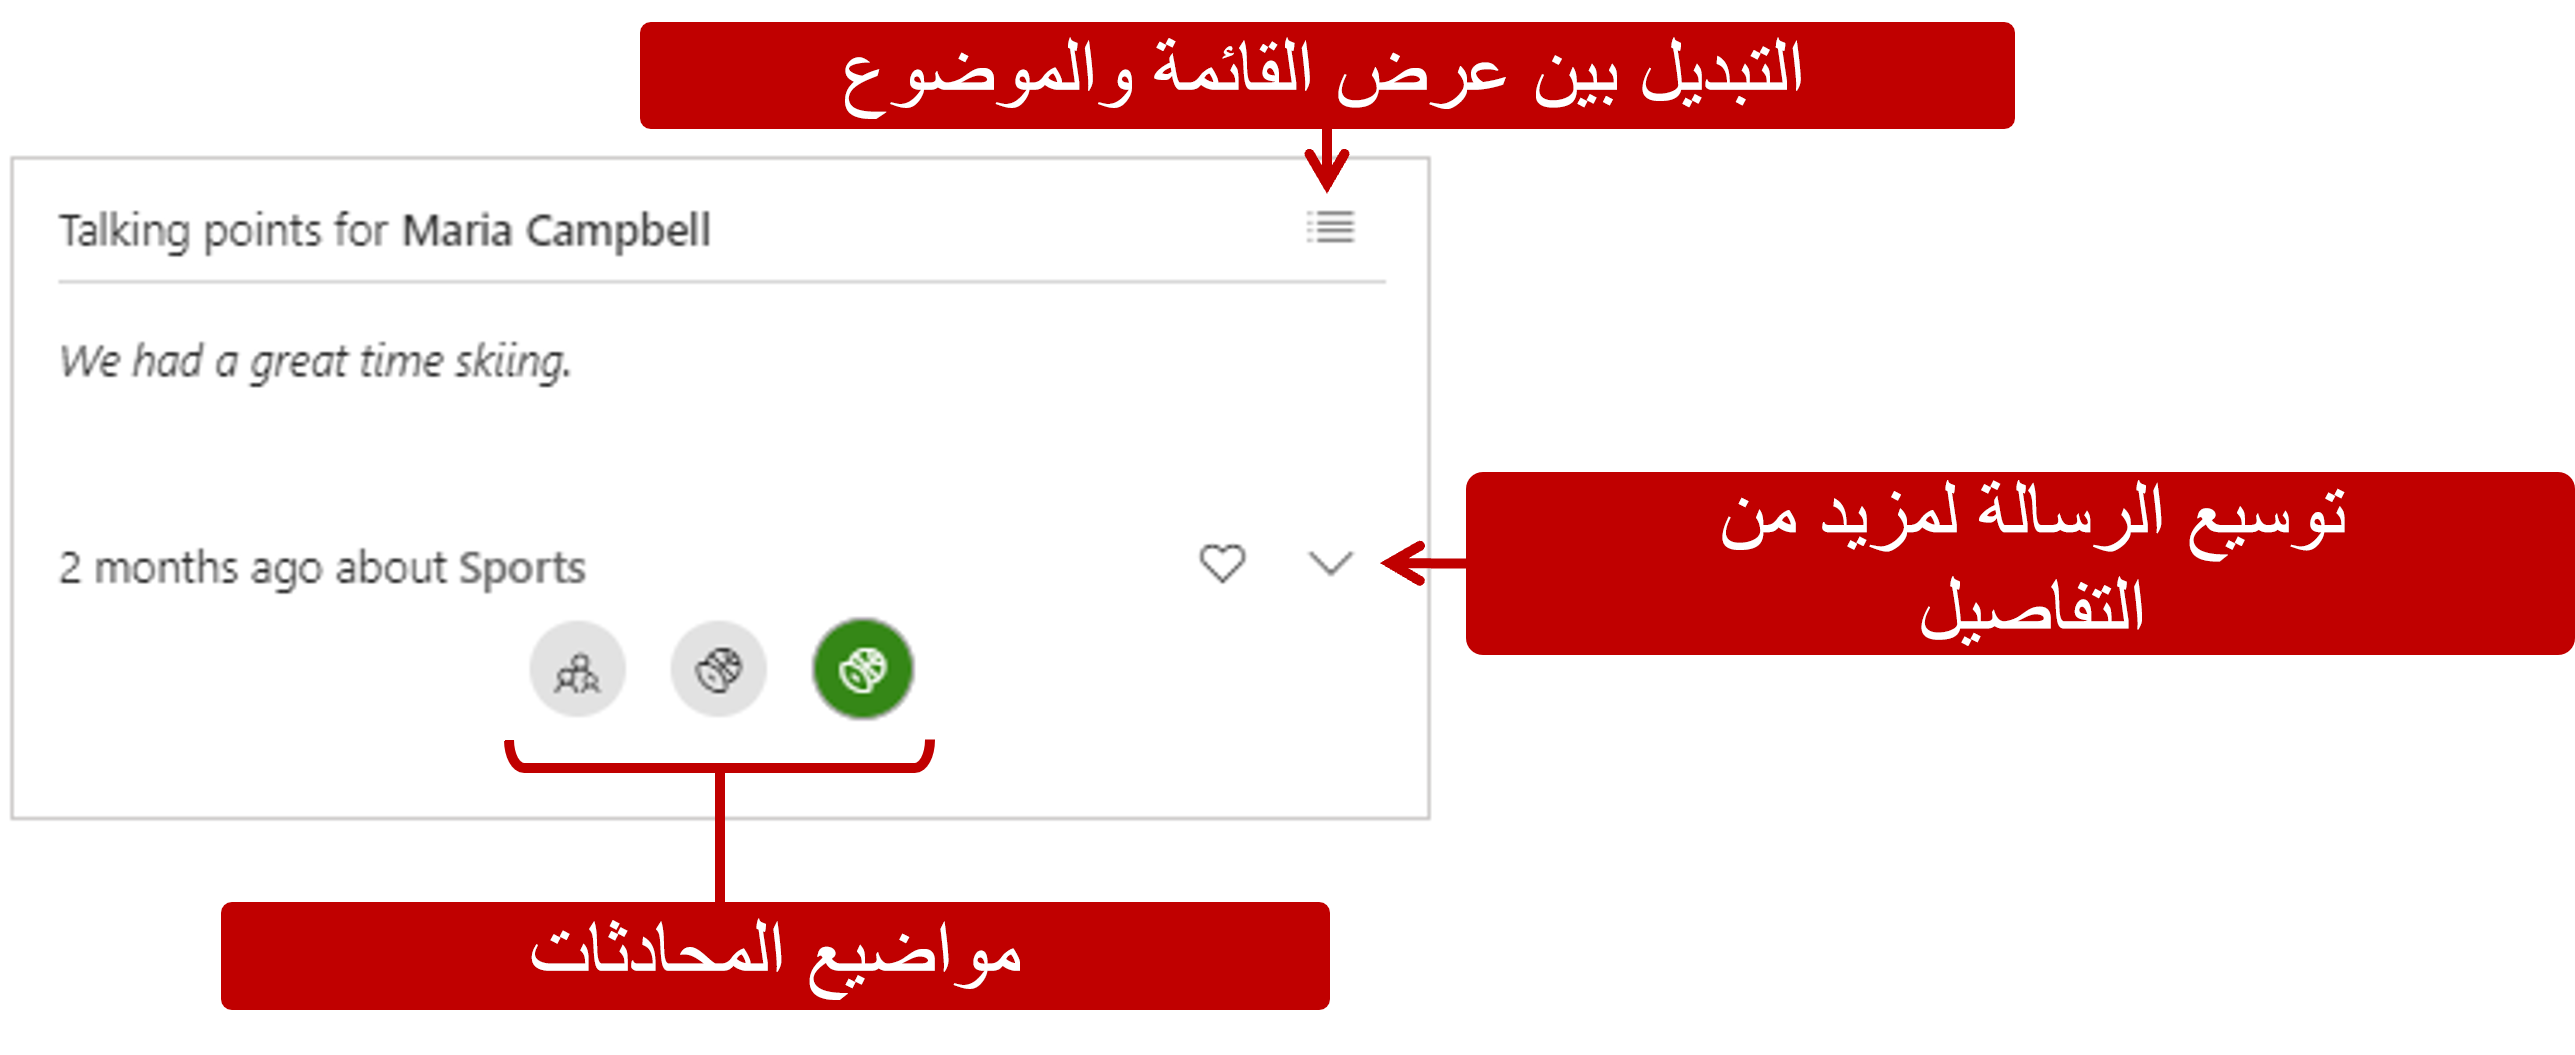 التبديل بين عرض القائمة والموضوع
Talking points for Maria Campbell
We had a great time skiing.
توسيع الرسالة لمزيد من
التفاصيل
2 months ago about Sports
مواضيع المحادثات